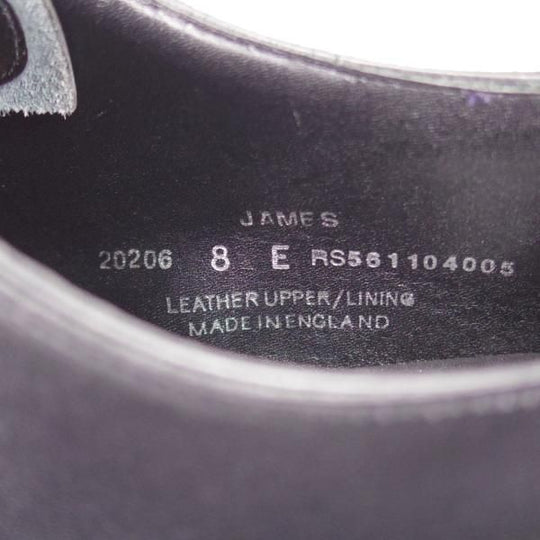 JAMES
20206 8 E RS561104005
LEATHER UPPER/LINING
MADE IN ENGLAND